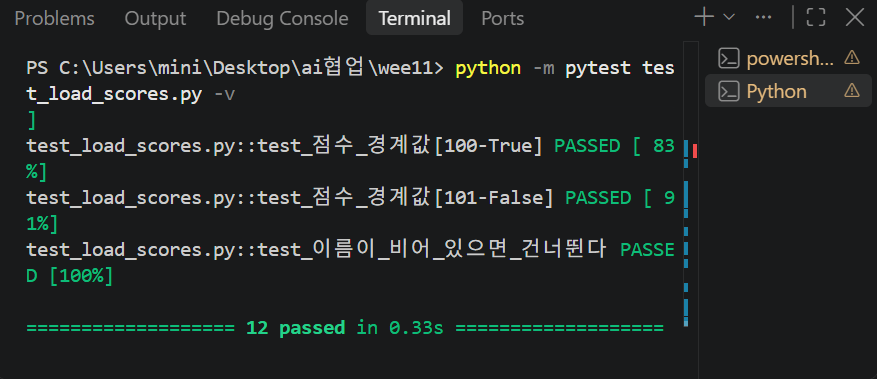 Problems Output Debug Console Terminal Ports
PS C:\Users\mini\Desktop\ai협업\wee11> python -m pytest tes
t_load_scores.py -v
]
test_load_scores.py::test_점수_경계값[100-True] PASSED [ 83
%]
test_load_scores.py::test_점수_경계값[101-False] PASSED [ 9
1%]
test_load_scores.py::test_이름이_비어_있으면_건너뛴다 PASSE
D [100%]
=================== 12 passed in 0.33s ===================
powersh...
Python